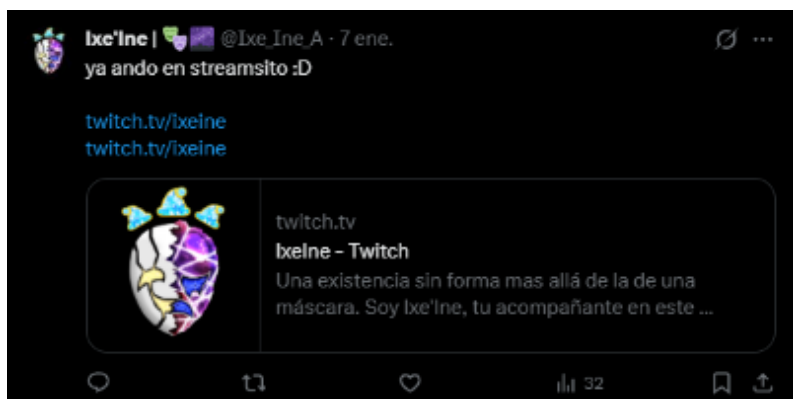 Ixe'Ine | 🎭🌌 @Ixe_Ine_A · 7 ene.
ya ando en streamsito :D
twitch.tv/ixeine
twitch.tv/ixeine
twitch.tv
IxeIne - Twitch
Una existencia sin forma mas allá de la de una
máscara. Soy Ixe'Ine, tu acompañante en este ...
32